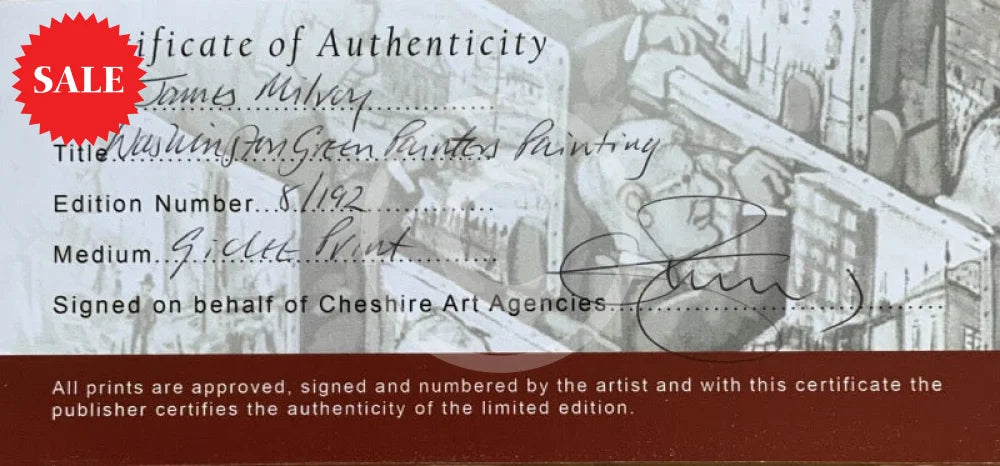 SALE
ificate of Authenticity
James Milroy
Title Washington Green Painters Painting
Edition Number...8/192
Medium...Giclee Print
Signed on behalf of Cheshire Art Agencies
All prints are approved, signed and numbered by the artist and with this certificate the
publisher certifies the authenticity of the limited edition.